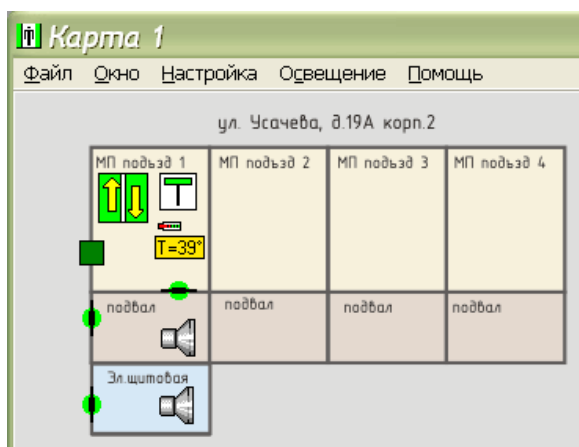 Карта 1
Файл Окно Настройка Освещение Помощь
ул. Усачева, д.19А корп.2
МП подъзд 1 МП подъзд 2 МП подъзд 3 МП подъзд 4
T=39°
подвал подвал подвал подвал
Эл.щитовая